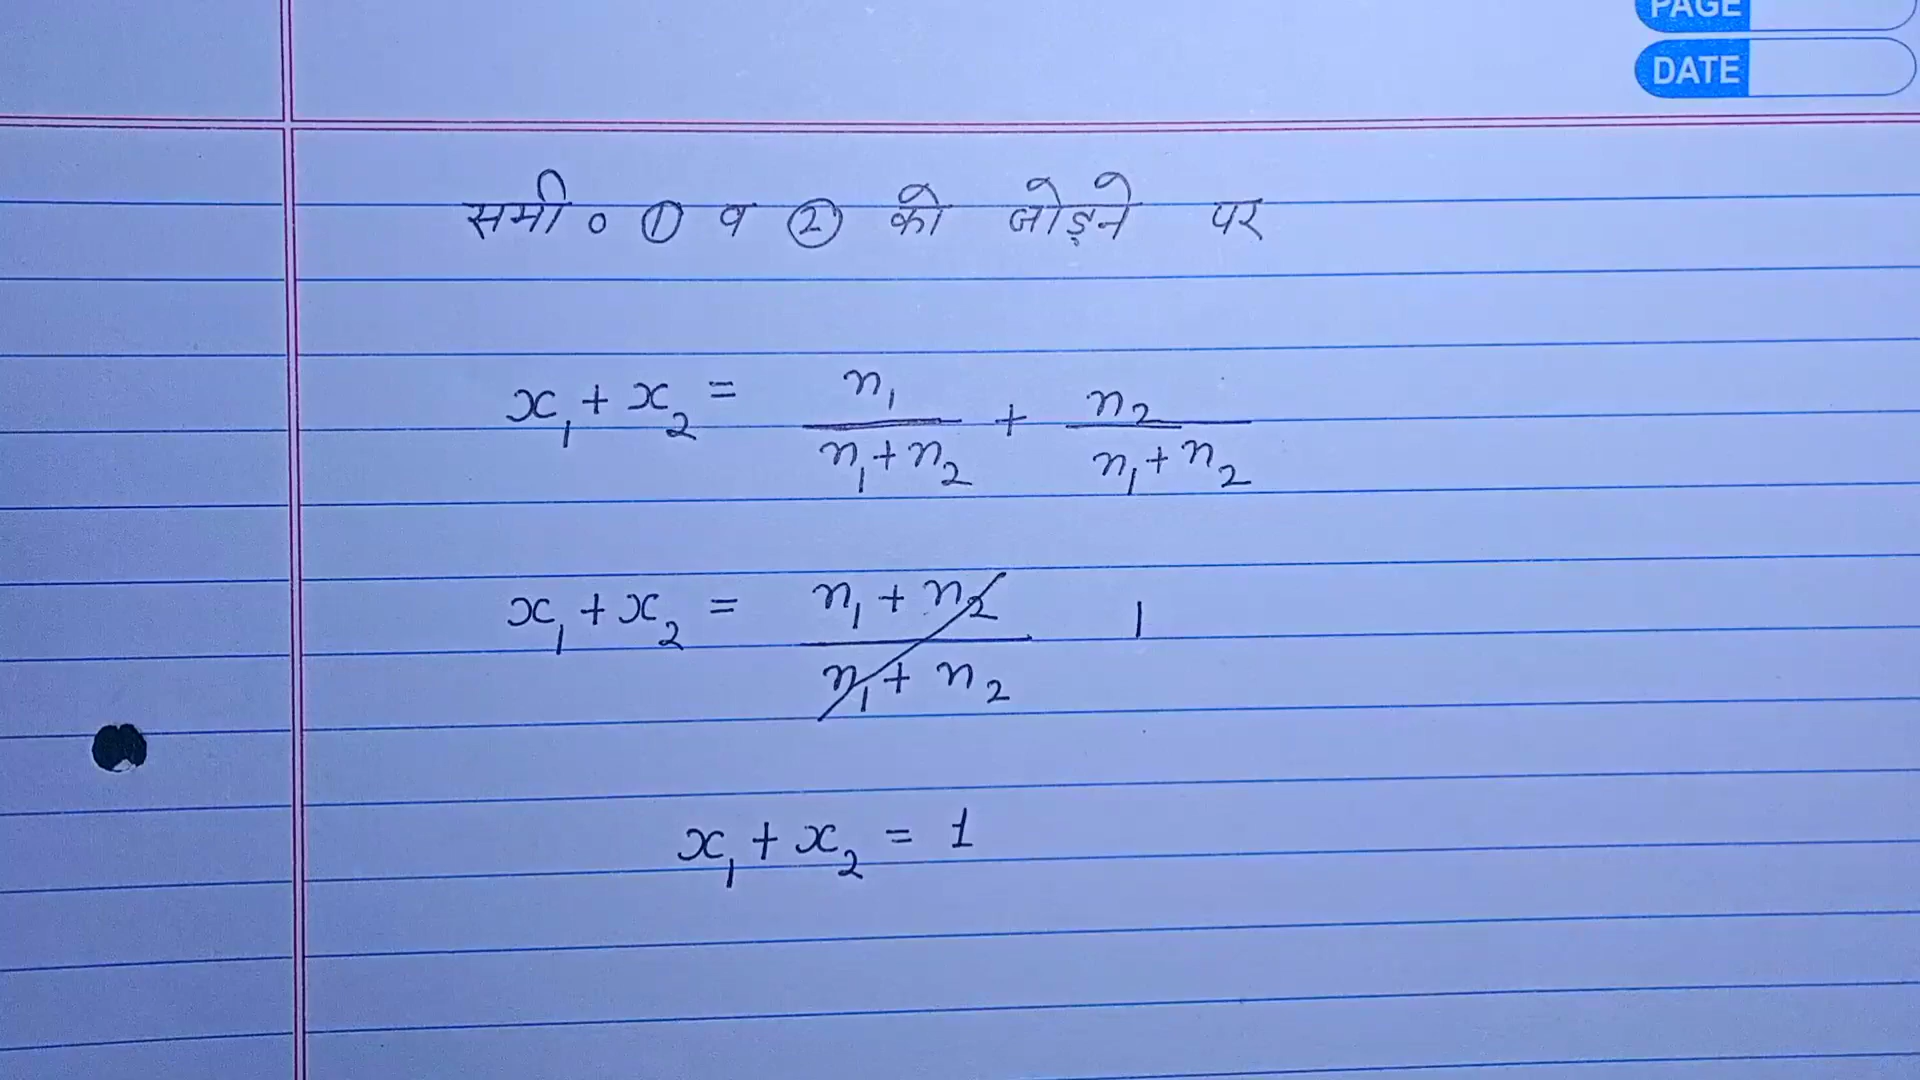 PAGE
DATE
समी० ① व ② को जोड़ने पर
x₁ + x₂ = n₁/(n₁+n₂) + n₂/(n₁+n₂)
x₁ + x₂ = (n₁ + n₂)/(n₁ + n₂) 1
x₁ + x₂ = 1